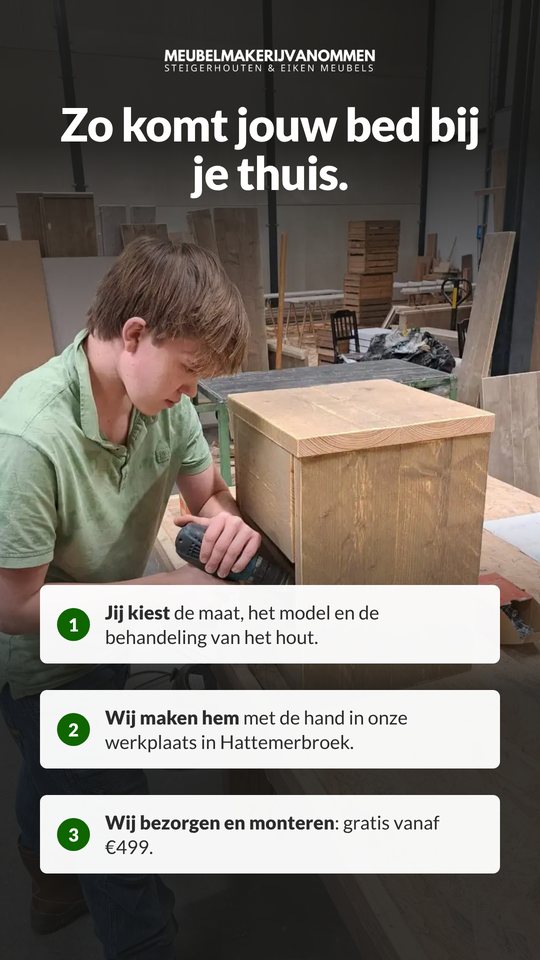 MEUBELMAKERIJVANOMMEN
STEIGERHOUTEN & EIKEN MEUBELS
Zo komt jouw bed bij
je thuis.
1 Jij kiest de maat, het model en de
behandeling van het hout.
2 Wij maken hem met de hand in onze
werkplaats in Hattemerbroek.
3 Wij bezorgen en monteren: gratis vanaf
€499.